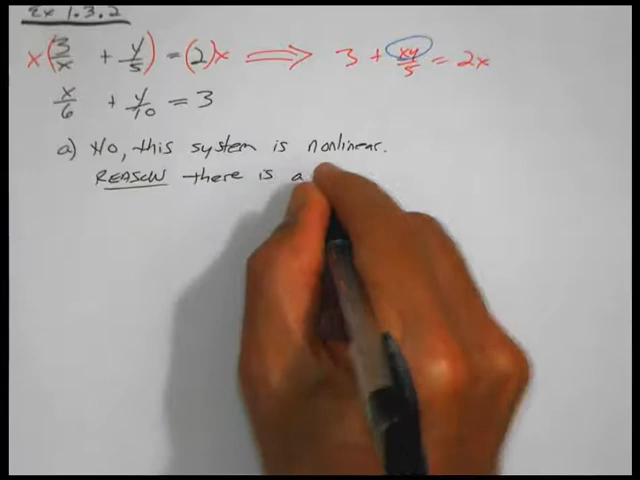 Ex 1.3.2
x(3/x + y/5) = (2)x ⟹ 3 + xy/5 = 2x
x/6 + y/10 = 3
a) No, this system is nonlinear.
REASON there is a